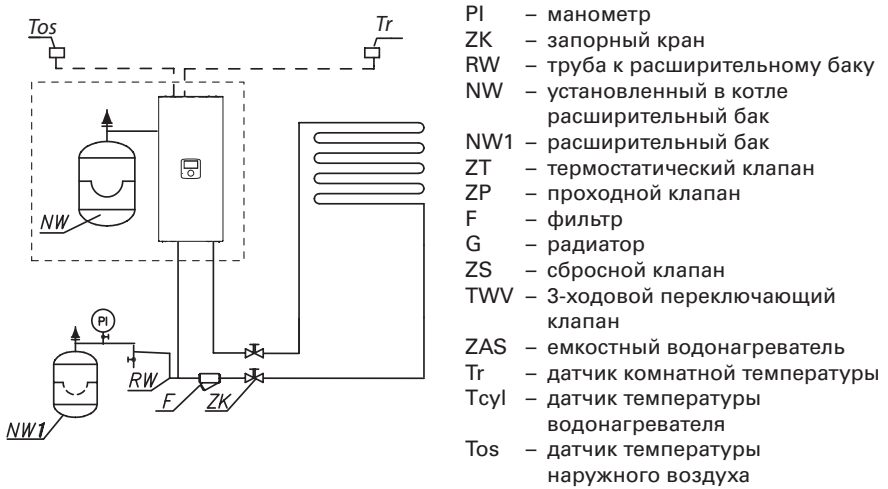 Tos
Tr
NW
PI
RW
F
ZK
NW1
PI – манометр
ZK – запорный кран
RW – труба к расширительному баку
NW – установленный в котле
расширительный бак
NW1 – расширительный бак
ZT – термостатический клапан
ZP – проходной клапан
F – фильтр
G – радиатор
ZS – сбросной клапан
TWV – 3-ходовой переключающий
клапан
ZAS – емкостный водонагреватель
Tr – датчик комнатной температуры
Tcyl – датчик температуры
водонагревателя
Tos – датчик температуры
наружного воздуха